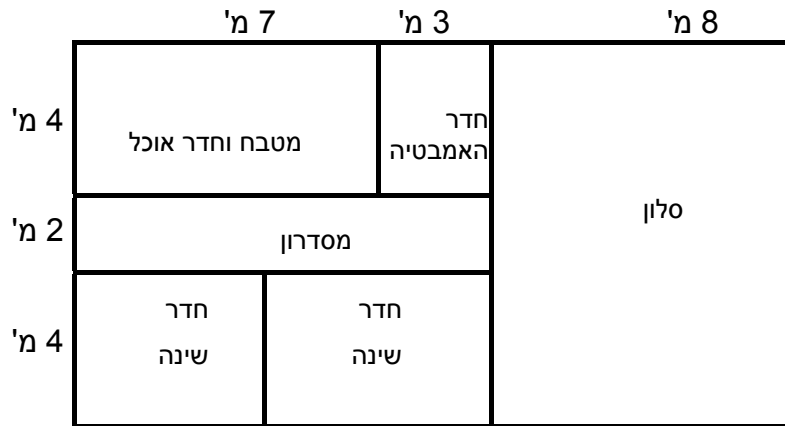 8 מ'
3 מ'
7 מ'
4 מ'
2 מ'
4 מ'
סלון
חדר
האמבטיה
מטבח וחדר אוכל
מסדרון
חדר
שינה
חדר
שינה